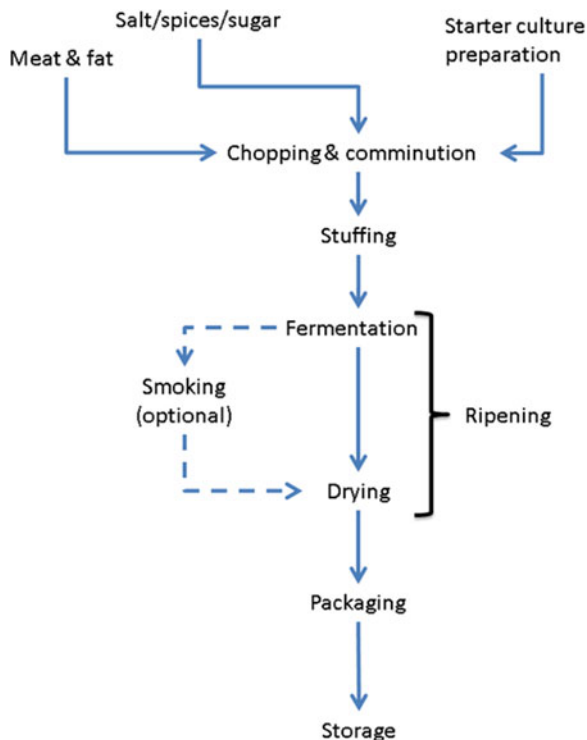 Salt/spices/sugar
Meat & fat
Starter culture
preparation
Chopping & comminution
Stuffing
Fermentation
Smoking
(optional)
Ripening
Drying
Packaging
Storage